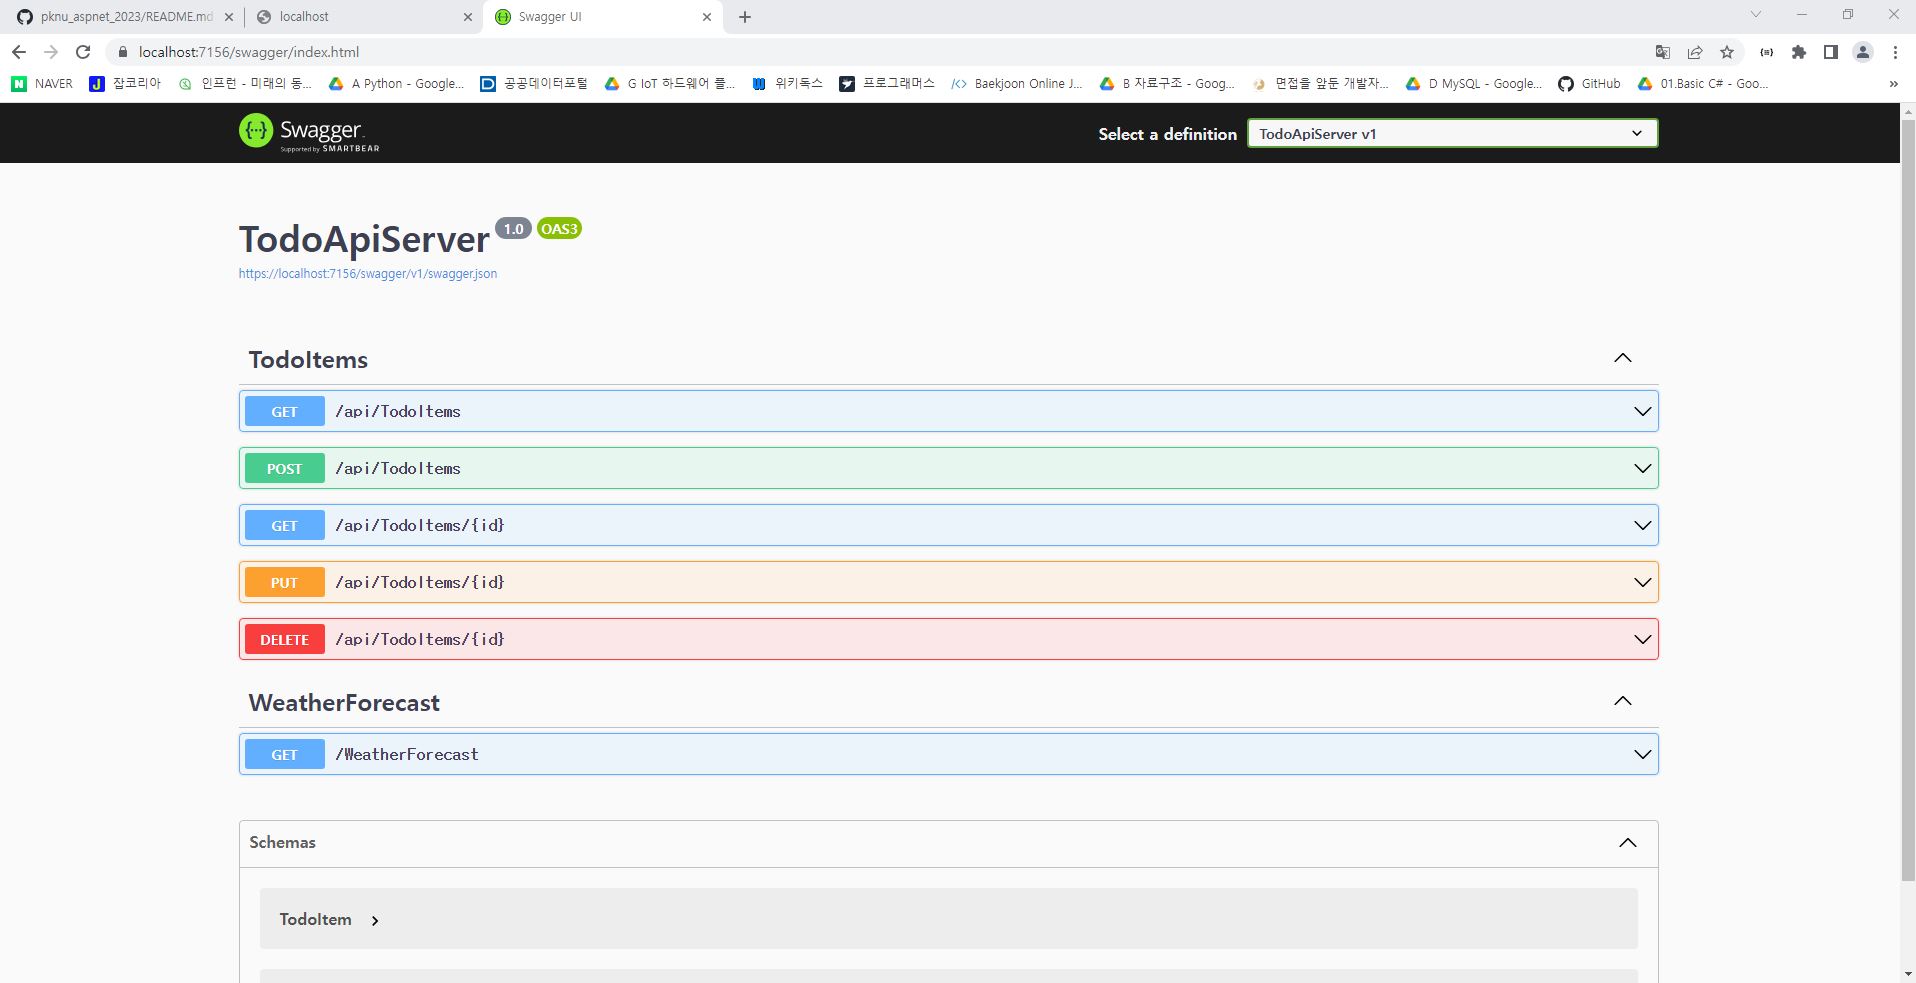 pknu_aspnet_2023/README.md
localhost
Swagger UI
localhost:7156/swagger/index.html
NAVER
잡코리아
인프런 - 미래의 동...
A Python - Google...
공공데이터포털
G IoT 하드웨어 플...
위키독스
프로그래머스
Baekjoon Online J...
B 자료구조 - Goog...
면접을 앞둔 개발자...
D MySQL - Google...
GitHub
01.Basic C# - Goo...
Swagger
Supported by SMARTBEAR
Select a definition
TodoApiServer v1
TodoApiServer 1.0 OAS3
https://localhost:7156/swagger/v1/swagger.json
TodoItems
GET /api/TodoItems
POST /api/TodoItems
GET /api/TodoItems/{id}
PUT /api/TodoItems/{id}
DELETE /api/TodoItems/{id}
WeatherForecast
GET /WeatherForecast
Schemas
TodoItem